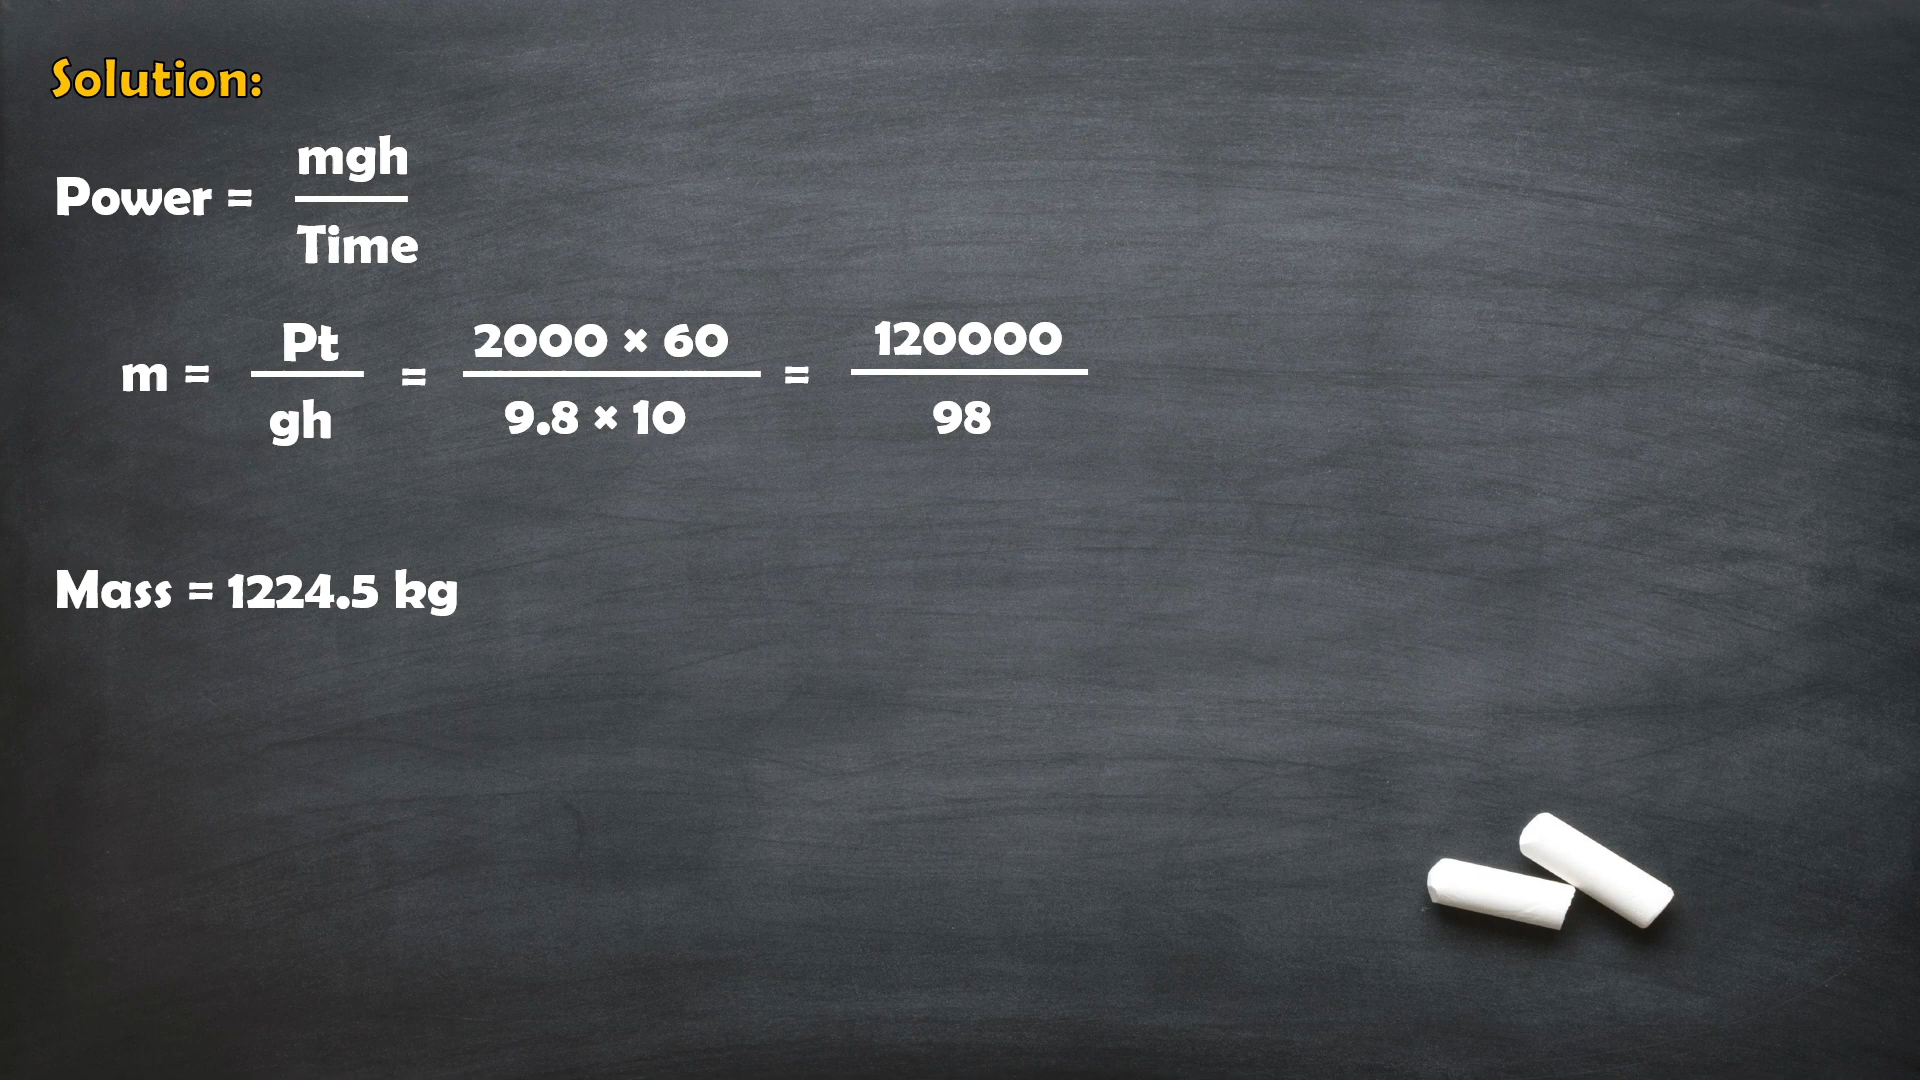 Solution:
Power = mgh / Time
m = Pt / gh = 2000 × 60 / 9.8 × 10 = 120000 / 98
Mass = 1224.5 kg